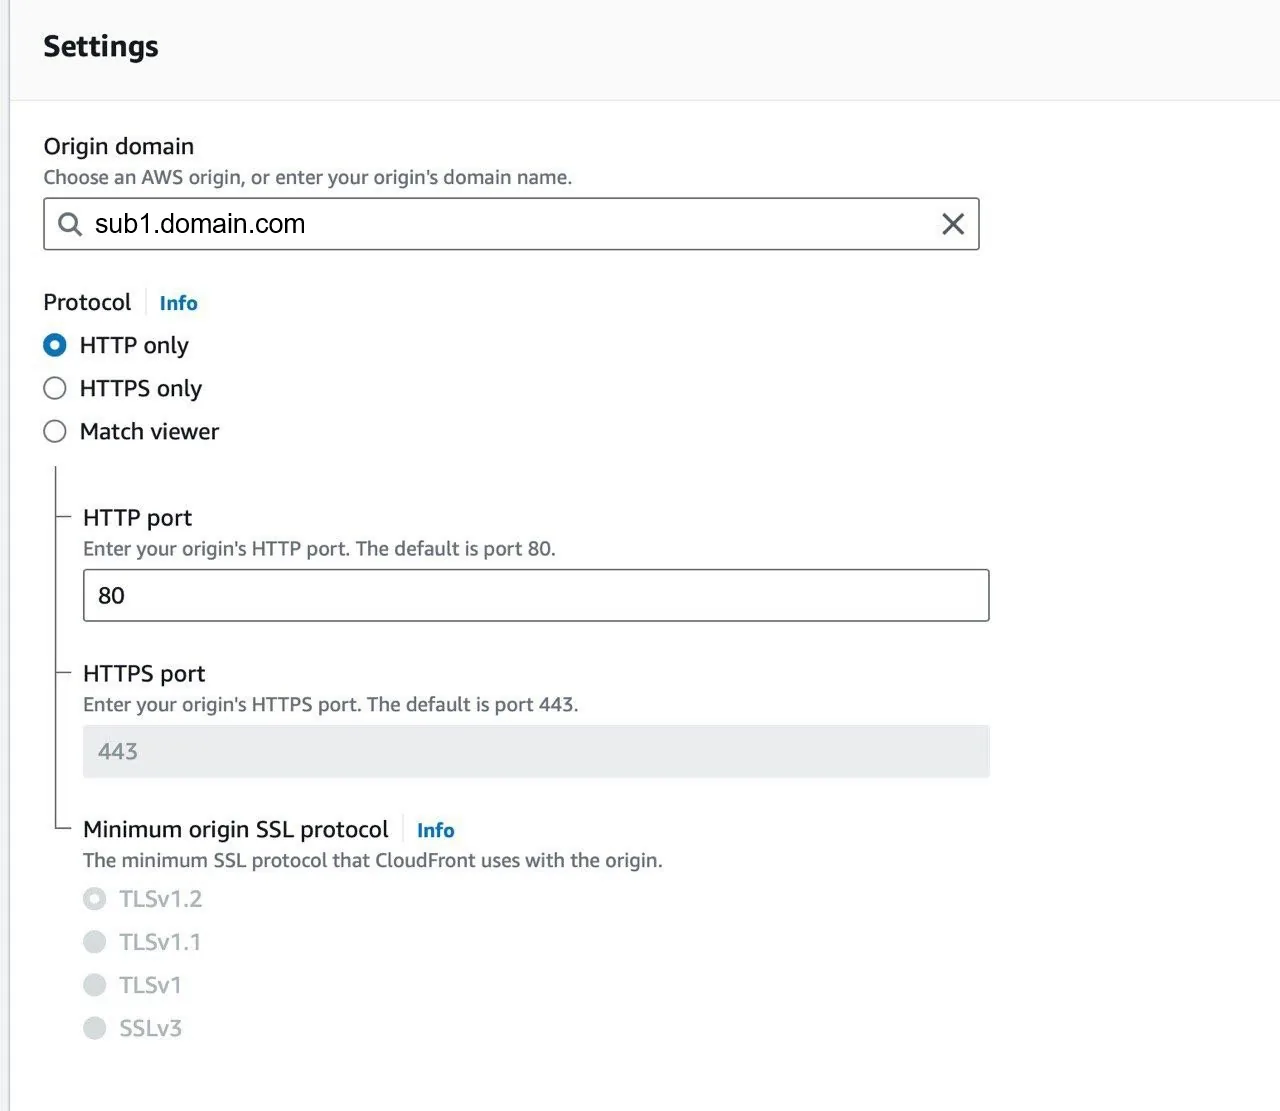 Settings
Origin domain
Choose an AWS origin, or enter your origin's domain name.
sub1.domain.com
Protocol Info
HTTP only
HTTPS only
Match viewer
HTTP port
Enter your origin's HTTP port. The default is port 80.
80
HTTPS port
Enter your origin's HTTPS port. The default is port 443.
443
Minimum origin SSL protocol Info
The minimum SSL protocol that CloudFront uses with the origin.
TLSv1.2
TLSv1.1
TLSv1
SSLv3